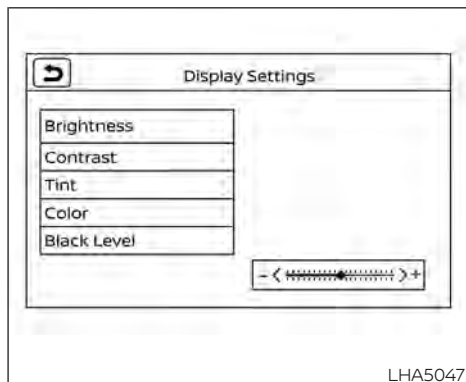 Display Settings
Brightness
Contrast
Tint
Color
Black Level
- < > +
LHA5047